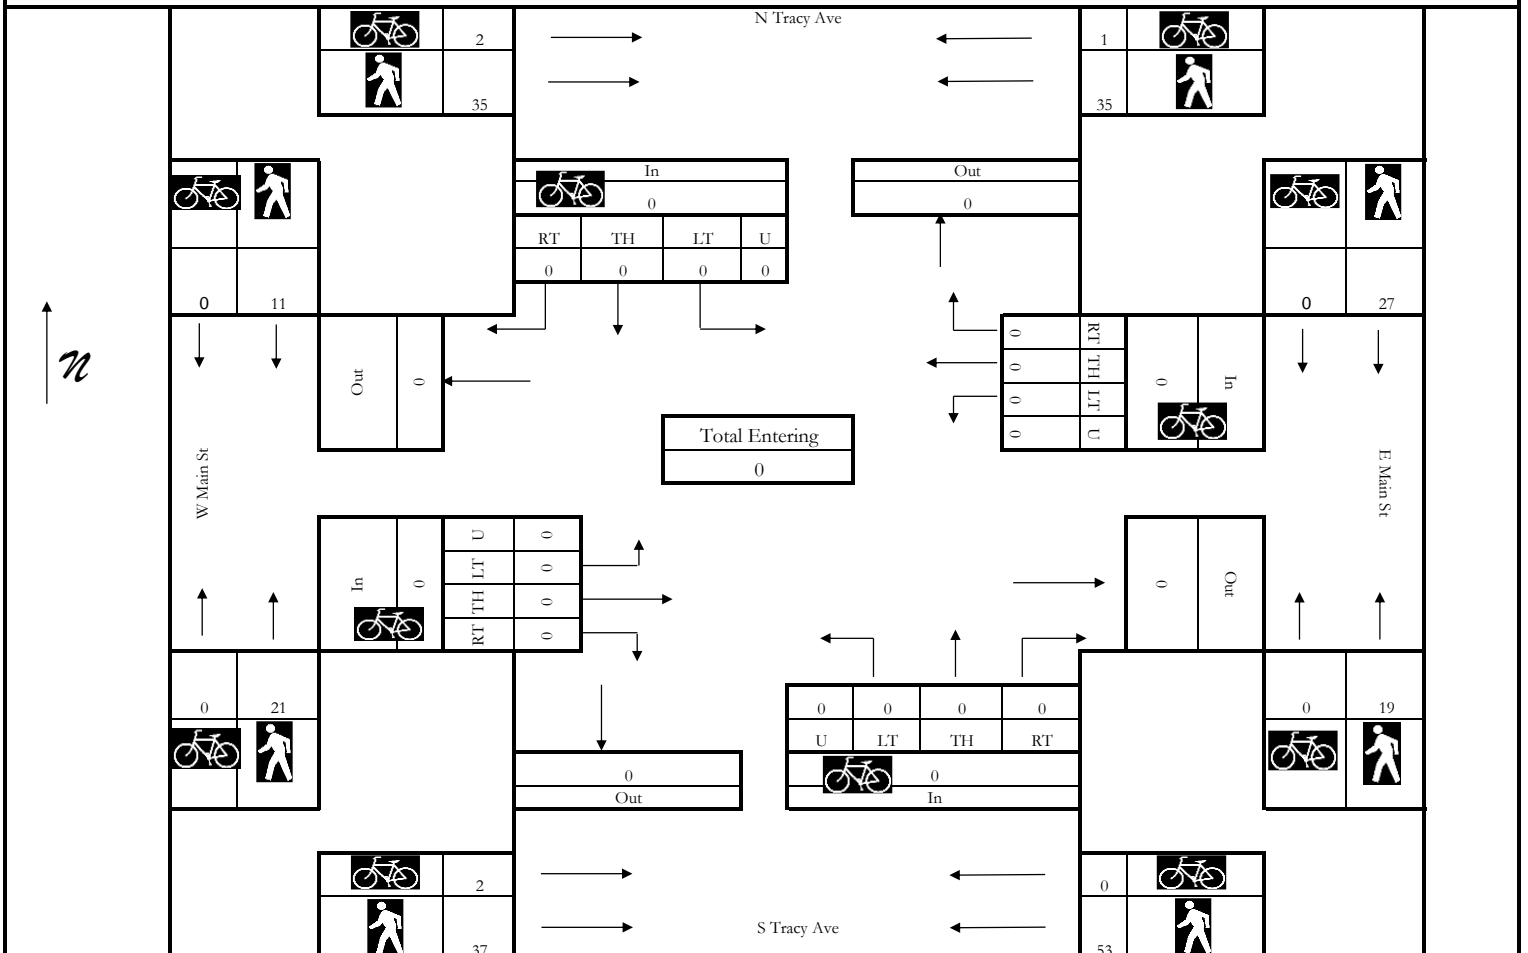 N Tracy Ave
2
1
35
35
In
0
Out
0
RT TH LT U
0 0 0 0
0 11
0 27
Out 0
0 RT
0 TH
0 LT
0 U
0 In
Total Entering
0
W Main St
E Main St
In 0
U 0
LT 0
TH 0
RT 0
0 Out
0 21
0 19
0 0 0 0
U LT TH RT
0
Out
0
In
2
0
S Tracy Ave
37
53
N